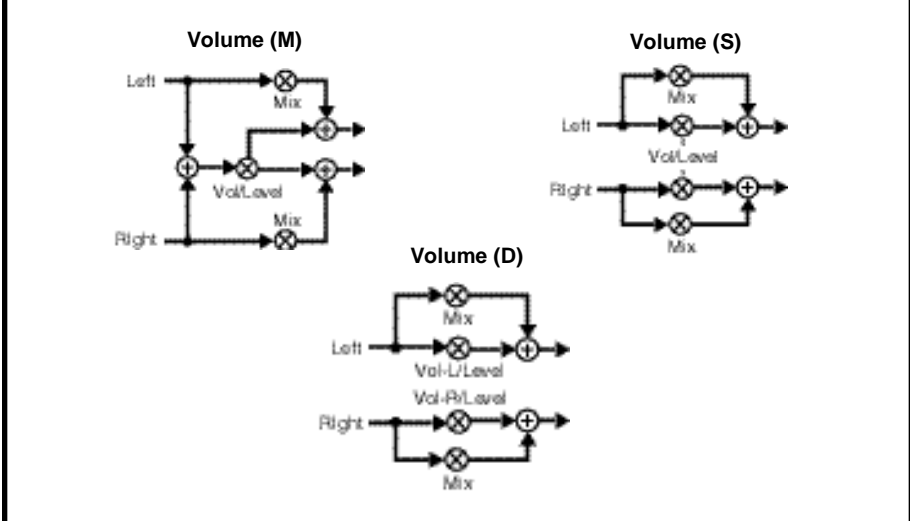 Volume (M)
Left
Mix
Vol/Level
Mix
Right
Volume (S)
Mix
Left
Vol/Level
Right
Mix
Volume (D)
Mix
Left
Vol-L/Level
Vol-R/Level
Right
Mix